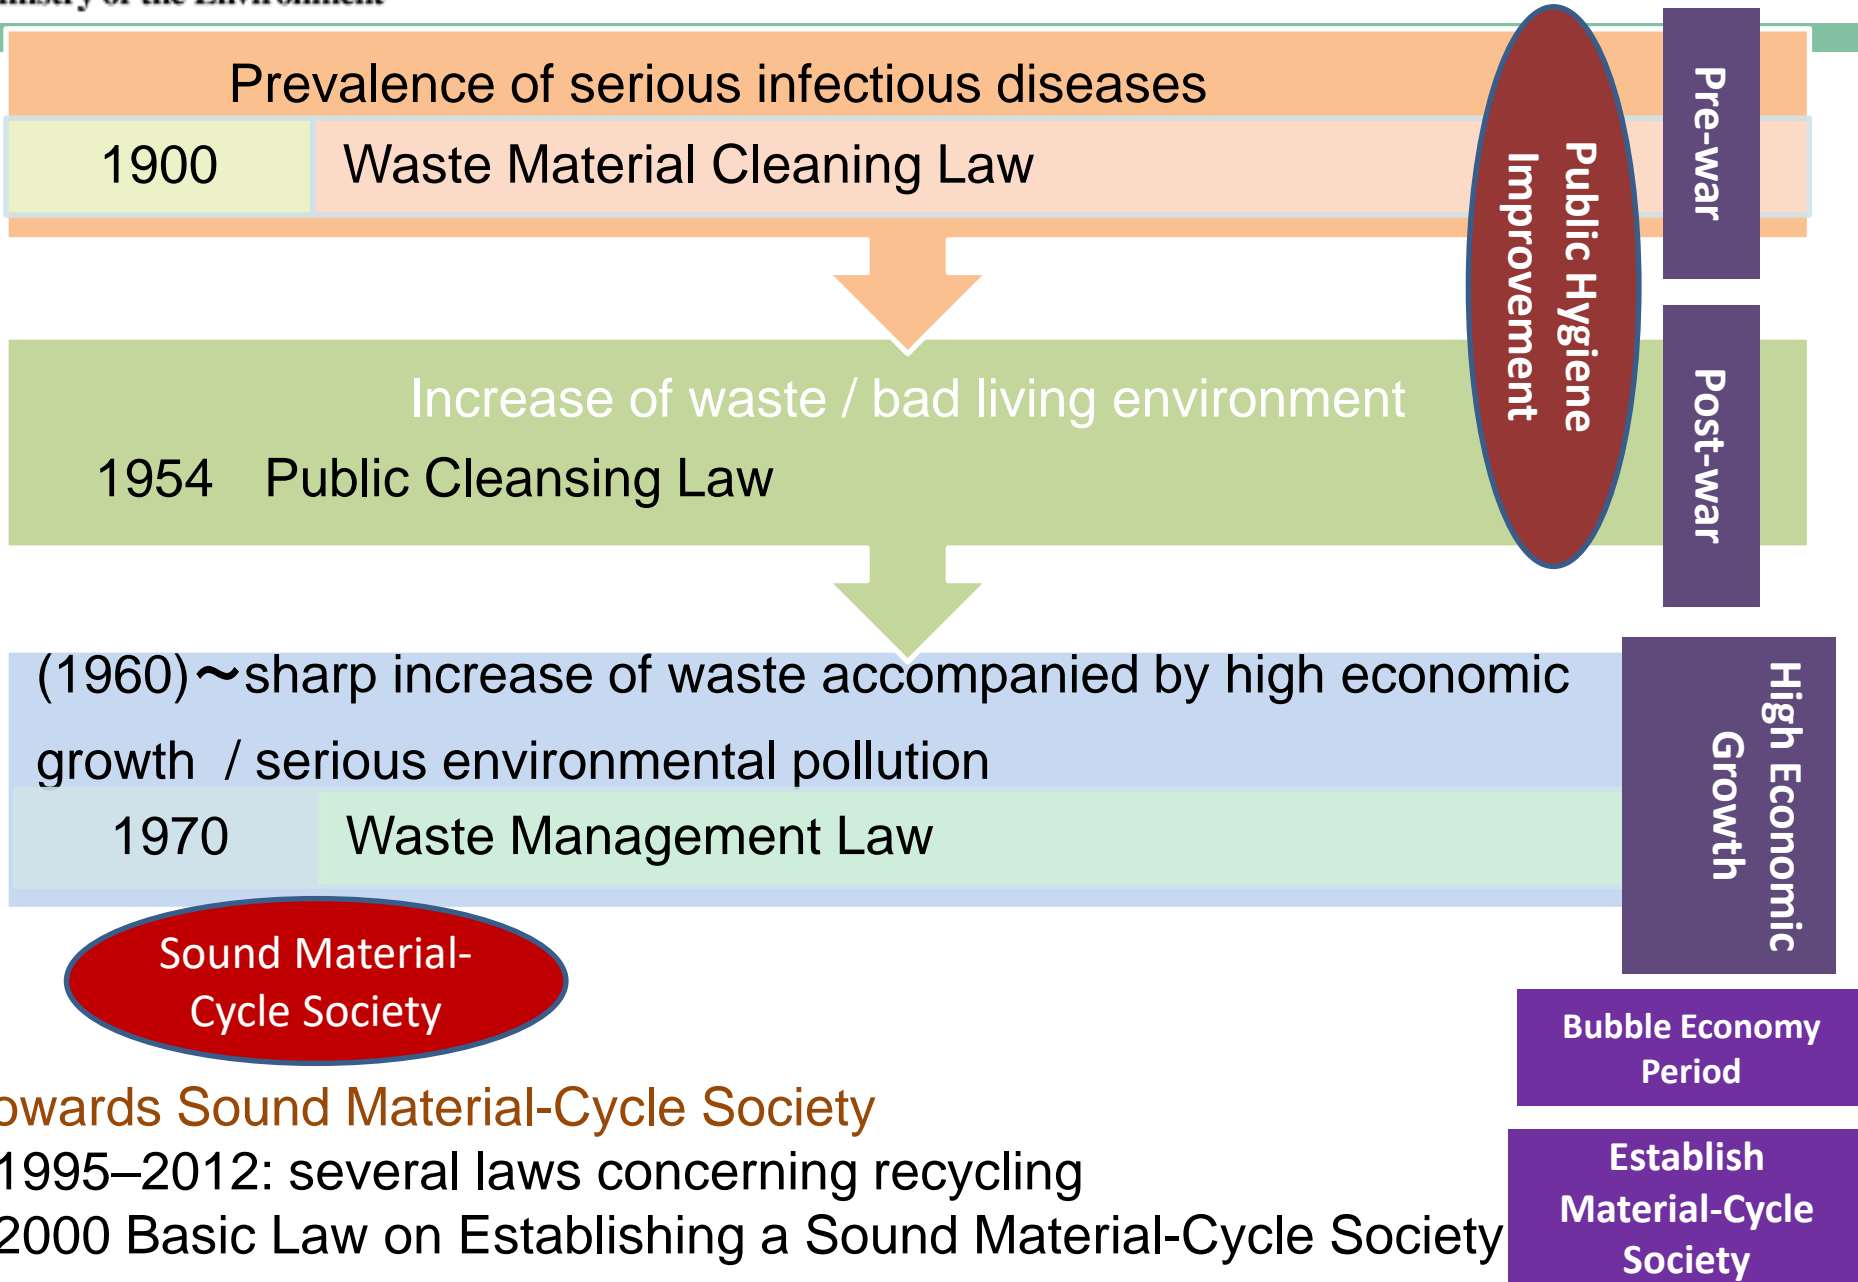 of the Environment
Prevalence of serious infectious diseases
1900 Waste Material Cleaning Law
Public Hygiene
Improvement
Pre-war
Increase of waste / bad living environment
1954 Public Cleansing Law
Post-war
(1960)～sharp increase of waste accompanied by high economic
growth / serious environmental pollution
1970 Waste Management Law
High Economic
Growth
Sound Material-
Cycle Society
Bubble Economy
Period
owards Sound Material-Cycle Society
1995–2012: several laws concerning recycling
2000 Basic Law on Establishing a Sound Material-Cycle Society
Establish
Material-Cycle
Society